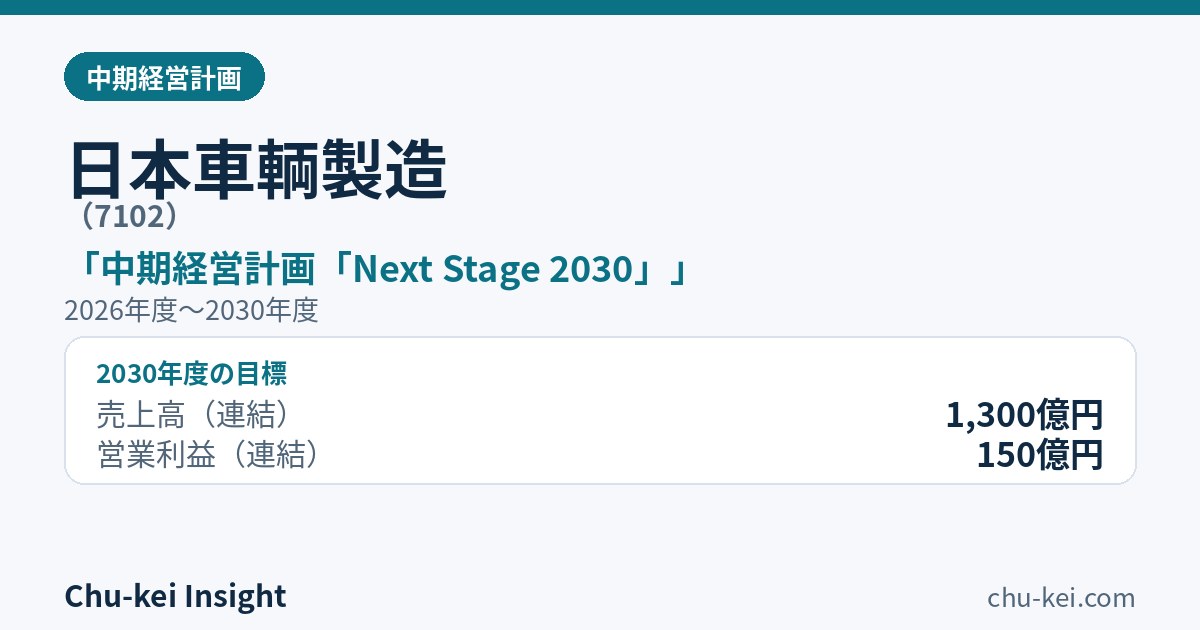 中期経営計画
日本車輌製造
（7102）
「中期経営計画「Next Stage 2030」」
2026年度〜2030年度
2030年度の目標
売上高（連結） 1,300億円
営業利益（連結） 150億円
Chu-kei Insight chu-kei.com